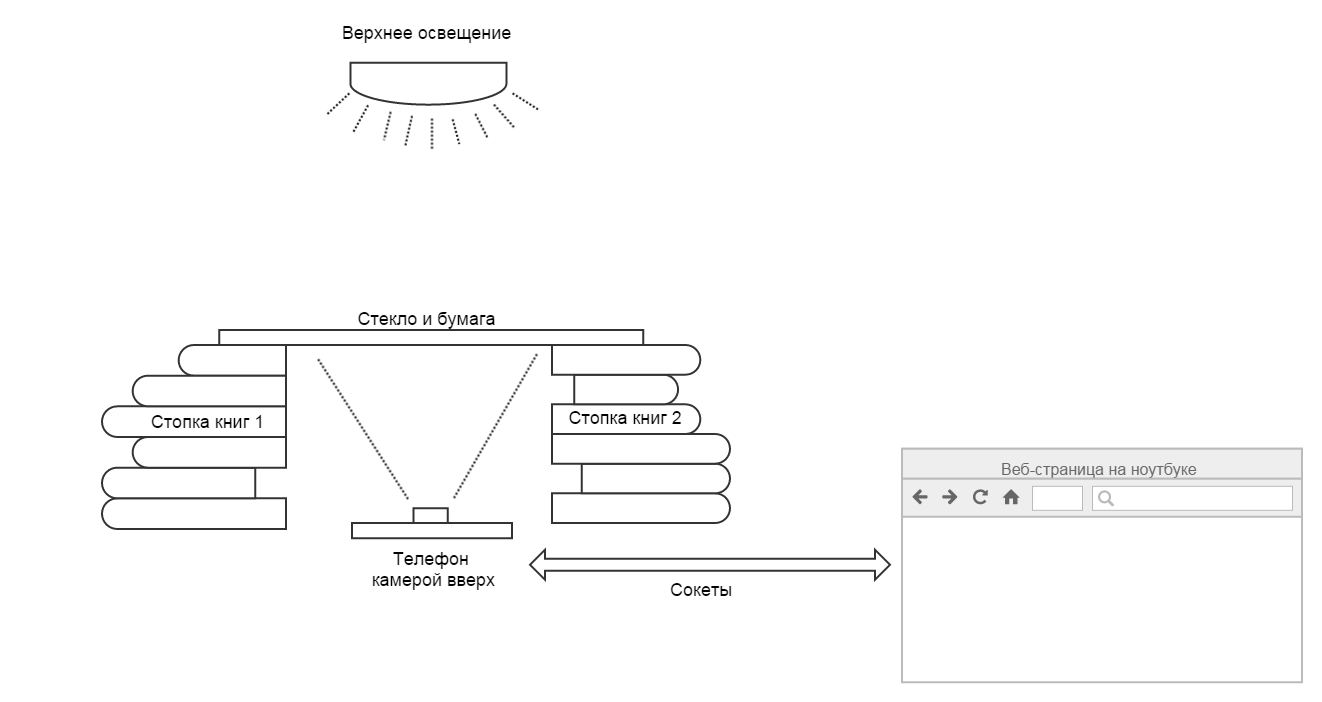 Верхнее освещение
Стекло и бумага
Стопка книг 1
Стопка книг 2
Веб-страница на ноутбуке
Телефон
камерой вверх
Сокеты